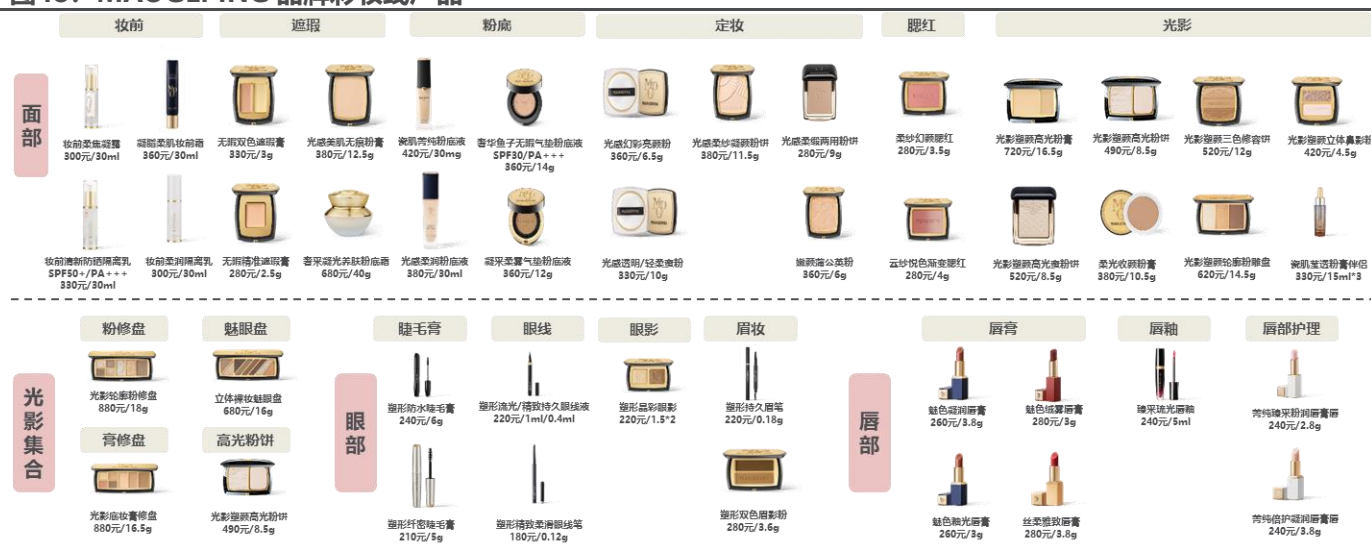 妆前 遮瑕 粉底 定妆 腮红 光影
面部
妆前柔焦凝露 凝脂柔肌妆前霜 无瑕双色遮瑕膏 光感美肌无痕粉膏 瓷肌芳纯粉底液 奢华鱼子无瑕气垫粉底液 光感幻彩亮颜粉 光感柔纱凝颜粉饼 光感柔缎两用粉饼 柔纱幻颜腮红 光影塑颜高光粉膏 光影塑颜高光粉饼 光影塑颜三色修容饼 光影塑颜立体鼻影粉
300元/30ml 360元/30ml 330元/3g 380元/12.5g 420元/30mg SPF30/PA+++ 360元/6.5g 380元/11.5g 280元/9g 280元/3.5g 720元/16.5g 490元/8.5g 520元/12g 420元/4.5g
360元/14g
妆前清新防晒隔离乳 妆前柔润隔离乳 无瑕精准遮瑕膏 奢采凝光养肤粉底霜 光感柔润粉底液 凝采柔雾气垫粉底液 光感透明/轻柔蜜粉 嫩颜蒲公英粉 云纱悦色渐变腮红 光影塑颜高光蜜粉饼 柔光收颜粉膏 光影塑颜轮廓粉雕盘 瓷肌莹透粉膏伴侣
SPF50+/PA+++ 300元/30ml 280元/2.5g 680元/40g 380元/30ml 360元/12g 330元/10g 360元/6g 280元/4g 520元/8.5g 380元/10.5g 620元/14.5g 330元/15ml*3
330元/30ml
粉修盘 魅眼盘 睫毛膏 眼线 眼影 眉妆 唇膏 唇釉 唇部护理
光影集合
眼部
唇部
光影轮廓粉修盘 立体裸妆魅眼盘 塑形防水睫毛膏 塑形流光/精致持久眼线液 塑形晶彩眼影 塑形持久眉笔 魅色凝润唇膏 魅色绒雾唇膏 臻采琉光唇釉 芳纯臻采粉润唇膏唇
880元/18g 680元/16g 240元/6g 220元/1ml/0.4ml 220元/1.5*2 220元/0.18g 260元/3.8g 280元/3g 240元/5ml 240元/2.8g
膏修盘 高光粉饼
光影底妆膏修盘 光影塑颜高光粉饼 塑形纤密睫毛膏 塑形精致柔滑眼线笔 塑形双色眉影粉 魅色釉光唇膏 丝柔雅致唇膏 芳纯倍护凝润唇膏唇
880元/16.5g 490元/8.5g 210元/5g 180元/0.12g 280元/3.6g 260元/3g 280元/3.8g 240元/3.8g